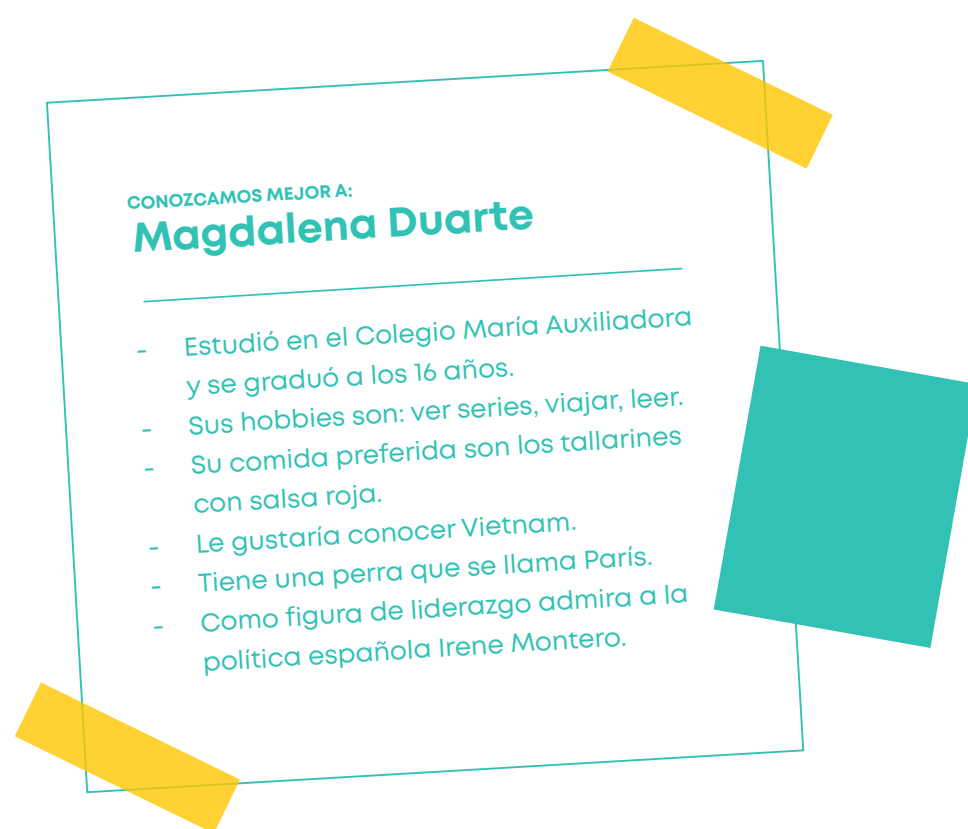 CONOZCAMOS MEJOR A:
Magdalena Duarte
- Estudió en el Colegio María Auxiliadora
y se graduó a los 16 años.
- Sus hobbies son: ver series, viajar, leer.
- Su comida preferida son los tallarines
con salsa roja.
- Le gustaría conocer Vietnam.
- Tiene una perra que se llama París.
- Como figura de liderazgo admira a la
política española Irene Montero.